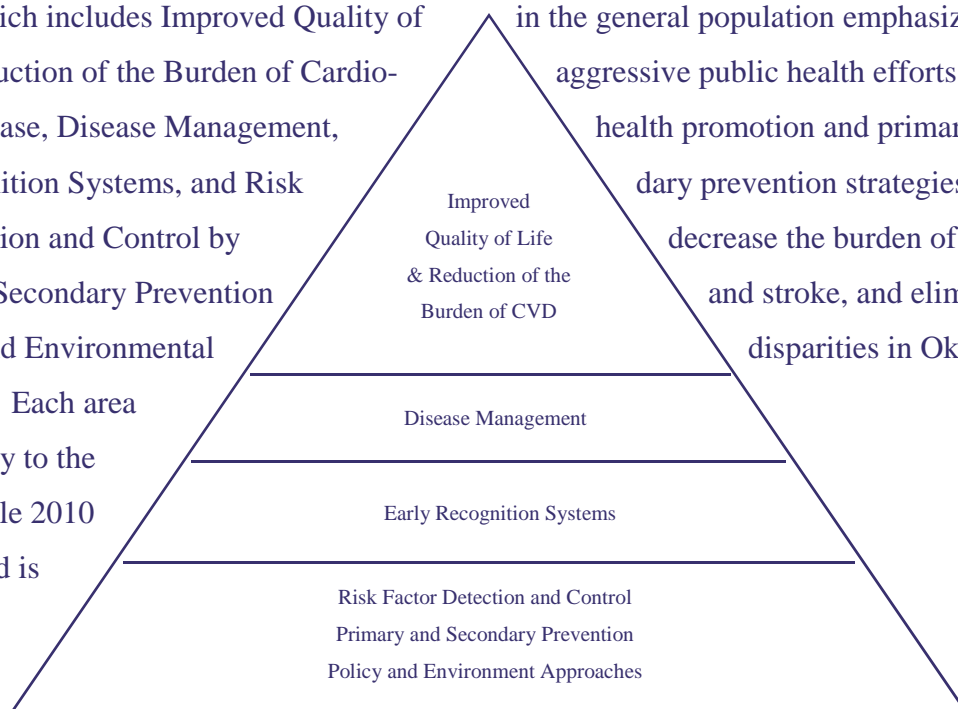 ich includes Improved Quality of
uction of the Burden of Cardio-
ase, Disease Management,
ition Systems, and Risk
ion and Control by
Secondary Prevention
d Environmental
Each area
y to the
le 2010
d is
Improved
Quality of Life
& Reduction of the
Burden of CVD
Disease Management
Early Recognition Systems
Risk Factor Detection and Control
Primary and Secondary Prevention
Policy and Environment Approaches
in the general population emphasiz
aggressive public health efforts
health promotion and primar
dary prevention strategies
decrease the burden of
and stroke, and elim
disparities in Ok